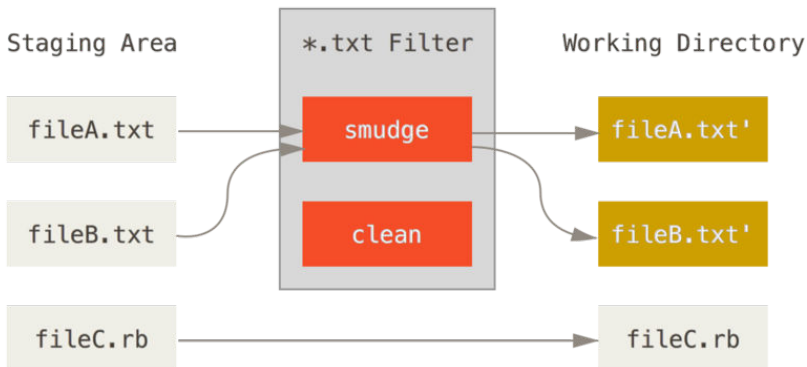 Staging Area
*.txt Filter
Working Directory
fileA.txt
smudge
fileA.txt'
fileB.txt
clean
fileB.txt'
fileC.rb
fileC.rb